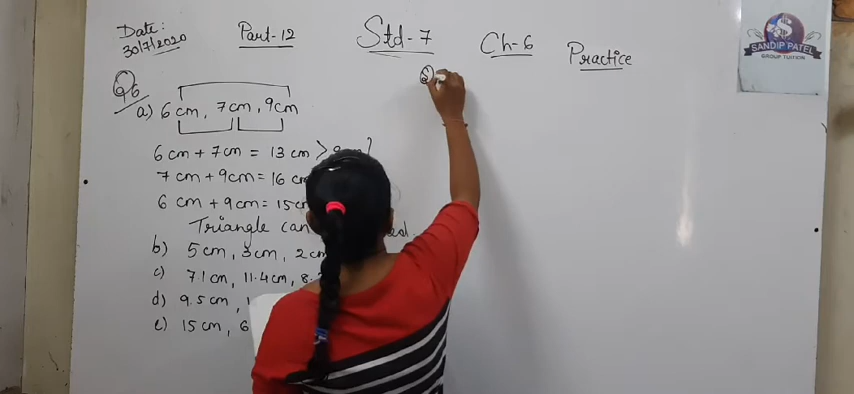 Date:
30/7/2020
Part-12
Std-7
Ch-6
Practice
SANDIP PATEL
GROUP TUITION
Q6
a) 6 cm, 7 cm, 9 cm
6 cm + 7 cm = 13 cm >
7 cm + 9 cm = 16 cm
6 cm + 9 cm = 15 cm
Triangle can
b) 5 cm, 3 cm, 2 cm
c) 7.1 cm, 11.4 cm, 8.
d) 9.5 cm,
e) 15 cm, 6